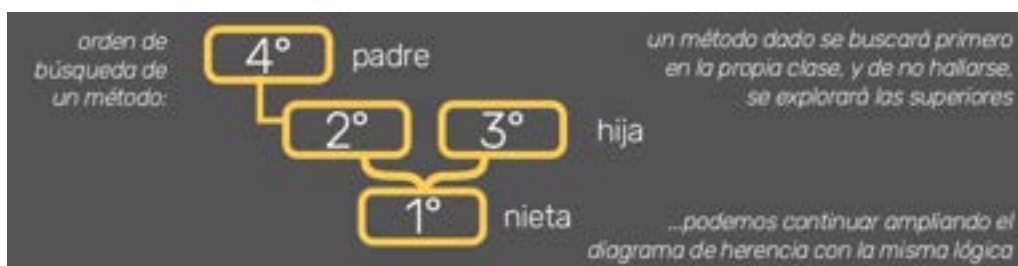 orden de
búsqueda de
un método:
4°
padre
un método dado se buscará primero
en la propia clase, y de no hallarse,
se explorará las superiores
2°
3°
hija
1°
nieta
...podemos continuar ampliando el
diagrama de herencia con la misma lógica